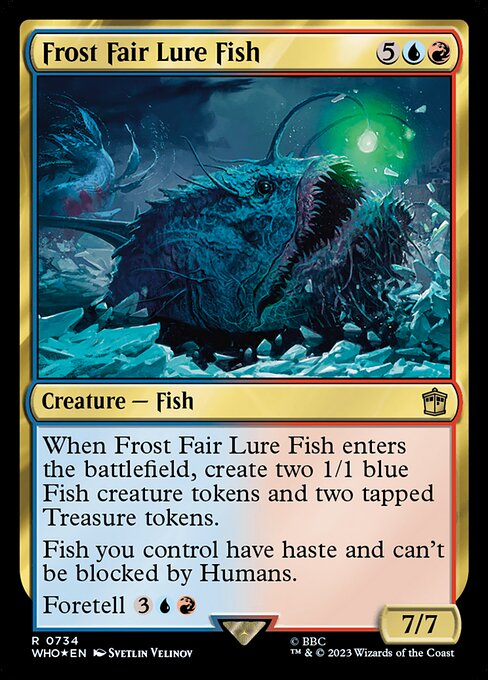 Frost Fair Lure Fish 5
Creature — Fish
When Frost Fair Lure Fish enters
the battlefield, create two 1/1 blue
Fish creature tokens and two tapped
Treasure tokens.
Fish you control have haste and can't
be blocked by Humans.
Foretell 3
7/7
R 0734
WHO★EN Svetlin Velinov
© BBC
™ & © 2023 Wizards of the Coast